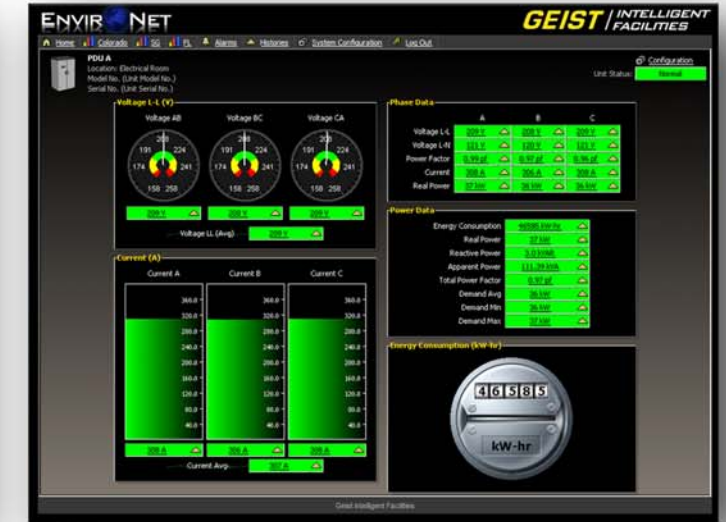 ENVIRONET
GEIST / INTELLIGENT FACILITIES
Home Colorado SG FL Alarms Histories System Configuration Log Out
PDU A
Location: Electrical Room
Model No. (Unit Model No.)
Serial No. (Unit Serial No.)
Configuration
Unit Status: Normal
Voltage L-L (V)
Voltage AB Voltage BC Voltage CA
208 208 208
191 224 191 224 191 224
174 241 174 241 174 241
158 258 158 258 158 258
209 V 208 V 209 V
Voltage LL (Avg) 209 V
Current (A)
Current A Current B Current C
360.0 360.0 360.0
320.0 320.0 320.0
280.0 280.0 280.0
240.0 240.0 240.0
200.0 200.0 200.0
160.0 160.0 160.0
120.0 120.0 120.0
80.0 80.0 80.0
40.0 40.0 40.0
308 A 306 A 308 A
Current Avg 307 A
Phase Data
A B C
Voltage L-L 209 V 208 V 209 V
Voltage L-N 121 V 120 V 121 V
Power Factor 0.99 pf 0.97 pf 0.96 pf
Current 308 A 306 A 308 A
Real Power 37 kW 36 kW 36 kW
Power Data
Energy Consumption 46585 kW-hr
Real Power 37 kW
Reactive Power 3.0 kVAR
Apparent Power 111.39 kVA
Total Power Factor 0.97 pf
Demand Avg 36 kW
Demand Min 36 kW
Demand Max 37 kW
Energy Consumption (kW-hr)
46585
kW-hr
Geist Intelligent Facilities